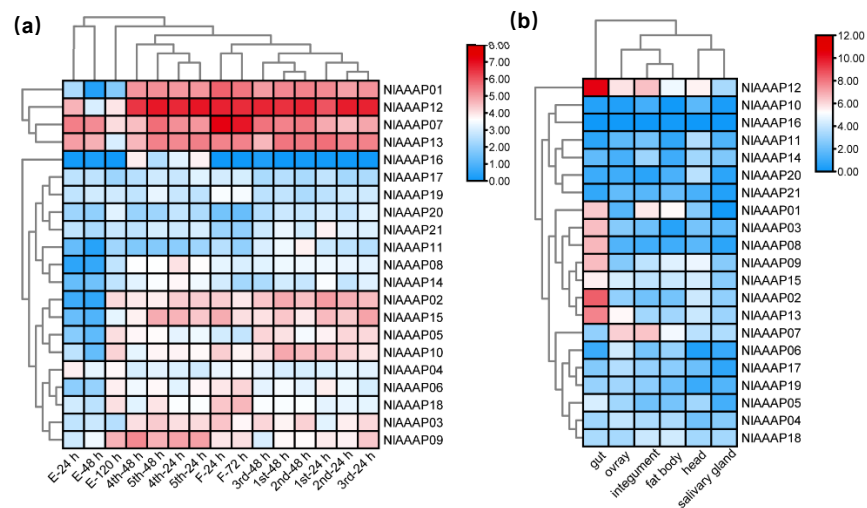 (a)
8.00
7.00
6.00
5.00
4.00
3.00
2.00
1.00
0.00
NlAAAP01
NlAAAP12
NlAAAP07
NlAAAP13
NlAAAP16
NlAAAP17
NlAAAP19
NlAAAP20
NlAAAP21
NlAAAP11
NlAAAP08
NlAAAP14
NlAAAP02
NlAAAP15
NlAAAP05
NlAAAP10
NlAAAP04
NlAAAP06
NlAAAP18
NlAAAP03
NlAAAP09
E-24 h
E-48 h
E-120 h
4th-48 h
5th-48 h
4th-24 h
5th-24 h
F-24 h
F-72 h
3rd-48 h
1st-48 h
2nd-48 h
1st-24 h
2nd-24 h
3rd-24 h
(b)
12.00
10.00
8.00
6.00
4.00
2.00
0.00
NlAAAP12
NlAAAP10
NlAAAP16
NlAAAP11
NlAAAP14
NlAAAP20
NlAAAP21
NlAAAP01
NlAAAP03
NlAAAP08
NlAAAP09
NlAAAP15
NlAAAP02
NlAAAP13
NlAAAP07
NlAAAP06
NlAAAP17
NlAAAP19
NlAAAP05
NlAAAP04
NlAAAP18
gut
ovray
integument
fat body
head
salivary gland